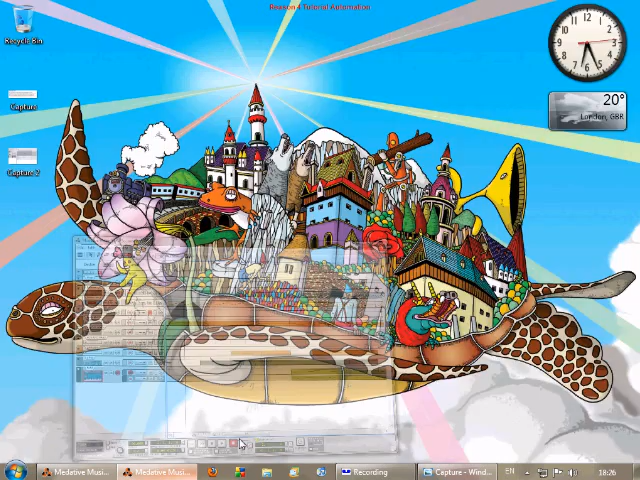 Reason 4 Tutorial Automation
Recycle Bin
Capture
Capture 2
20°
London, GBR
Medative Musi...
Medative Musi...
Recording
Capture - Wind...
EN
18:26